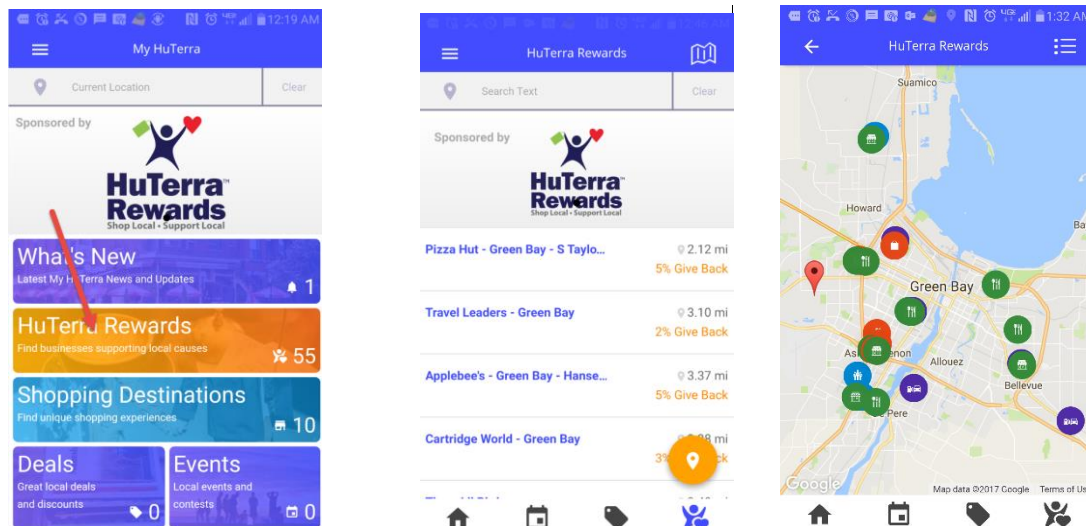 12:19 AM
My HuTerra
Current Location
Clear
Sponsored by
HuTerra
Rewards
Shop Local - Support Local
What's New
Latest My HuTerra News and Updates
1
HuTerra Rewards
Find businesses supporting local causes
55
Shopping Destinations
Find unique shopping experiences
10
Deals
Great local deals
and discounts
0
Events
Local events and
contests
0
HuTerra Rewards
Search Text
Clear
Sponsored by
HuTerra
Rewards
Shop Local - Support Local
Pizza Hut - Green Bay - S Taylo...
2.12 mi
5% Give Back
Travel Leaders - Green Bay
3.10 mi
2% Give Back
Applebee's - Green Bay - Hanse...
3.37 mi
5% Give Back
Cartridge World - Green Bay
mi
3%
1:32 AM
HuTerra Rewards
Suamico
Howard
Green Bay
Allouez
Bellevue
Google
Map data ©2017 Google
Terms of Us